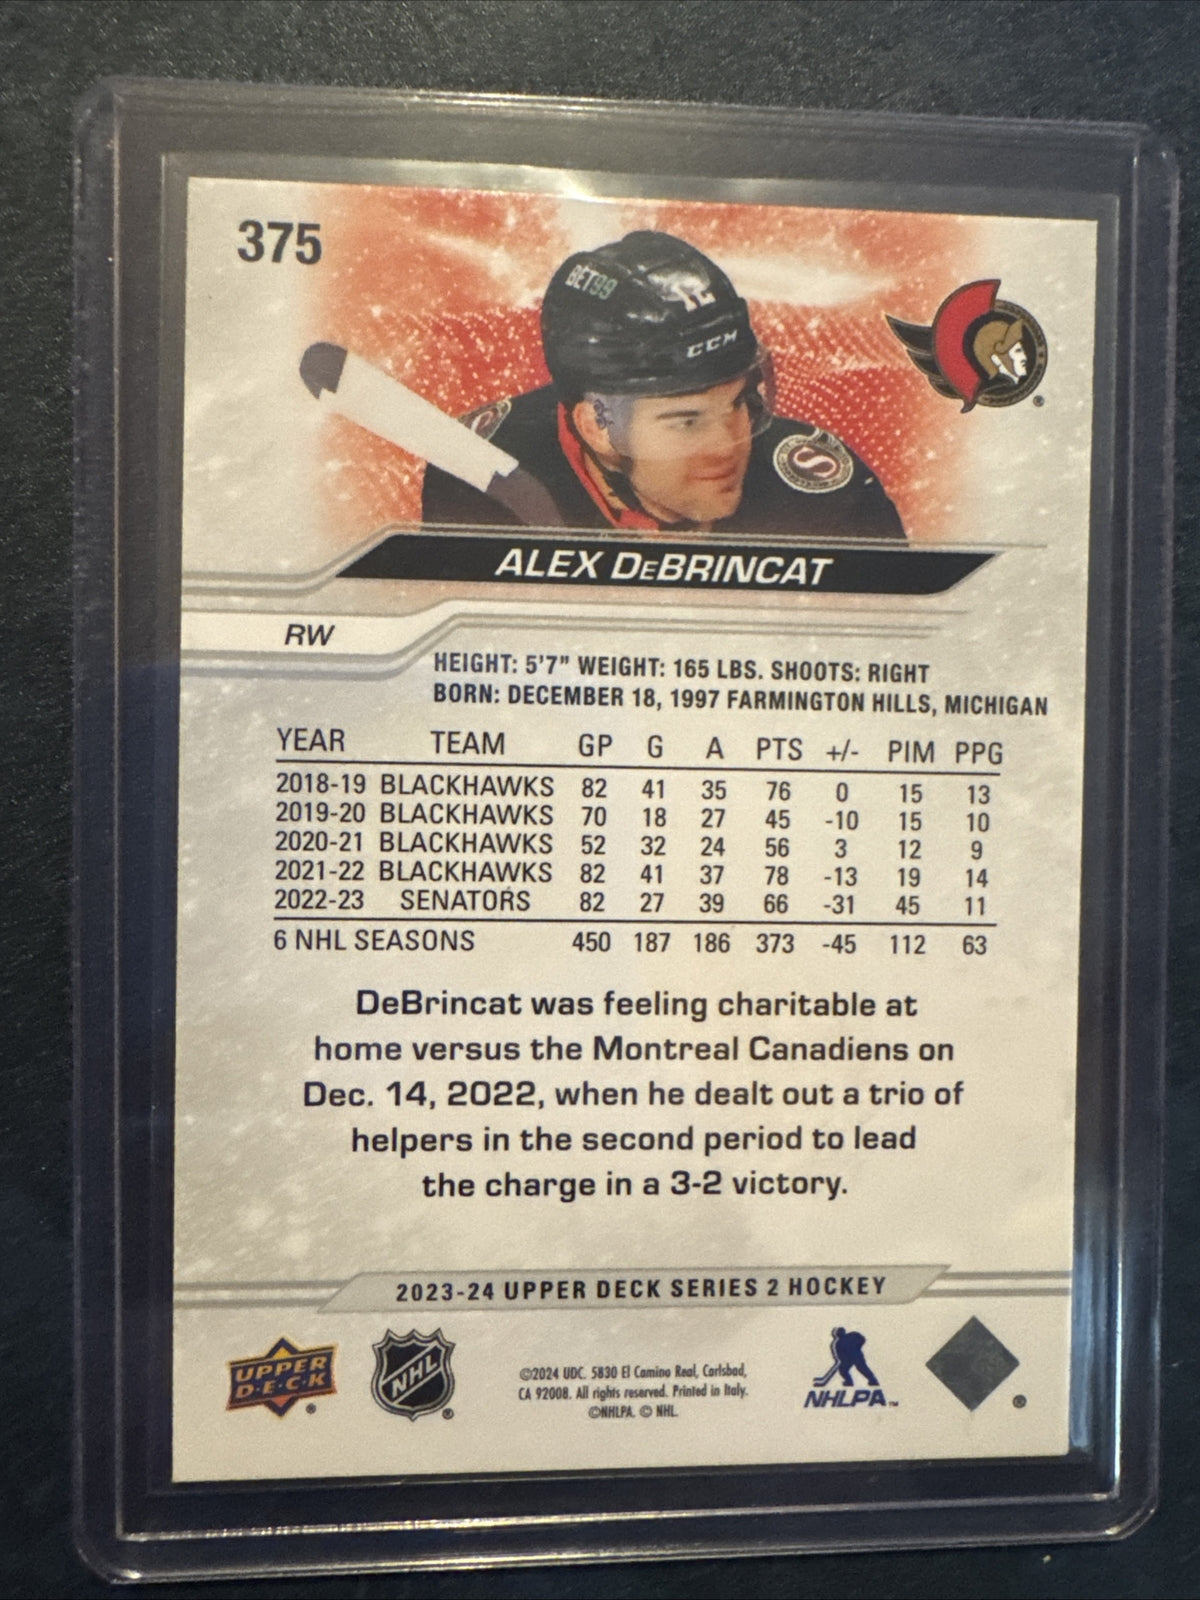 375
BET99
12
CCM
S
ALEX DeBRINCAT
RW
HEIGHT: 5'7" WEIGHT: 165 LBS. SHOOTS: RIGHT
BORN: DECEMBER 18, 1997 FARMINGTON HILLS, MICHIGAN
YEAR TEAM GP G A PTS +/- PIM PPG
2018-19 BLACKHAWKS 82 41 35 76 0 15 13
2019-20 BLACKHAWKS 70 18 27 45 -10 15 10
2020-21 BLACKHAWKS 52 32 24 56 3 12 9
2021-22 BLACKHAWKS 82 41 37 78 -13 19 14
2022-23 SENATORS 82 27 39 66 -31 45 11
6 NHL SEASONS 450 187 186 373 -45 112 63
DeBrincat was feeling charitable at
home versus the Montreal Canadiens on
Dec. 14, 2022, when he dealt out a trio of
helpers in the second period to lead
the charge in a 3-2 victory.
2023-24 UPPER DECK SERIES 2 HOCKEY
UPPER
D·E·C·K ®
NHL ®
©2024 UDC. 5830 El Camino Real, Carlsbad,
CA 92008. All rights reserved. Printed in Italy.
©NHLPA. © NHL.
NHLPA™
®